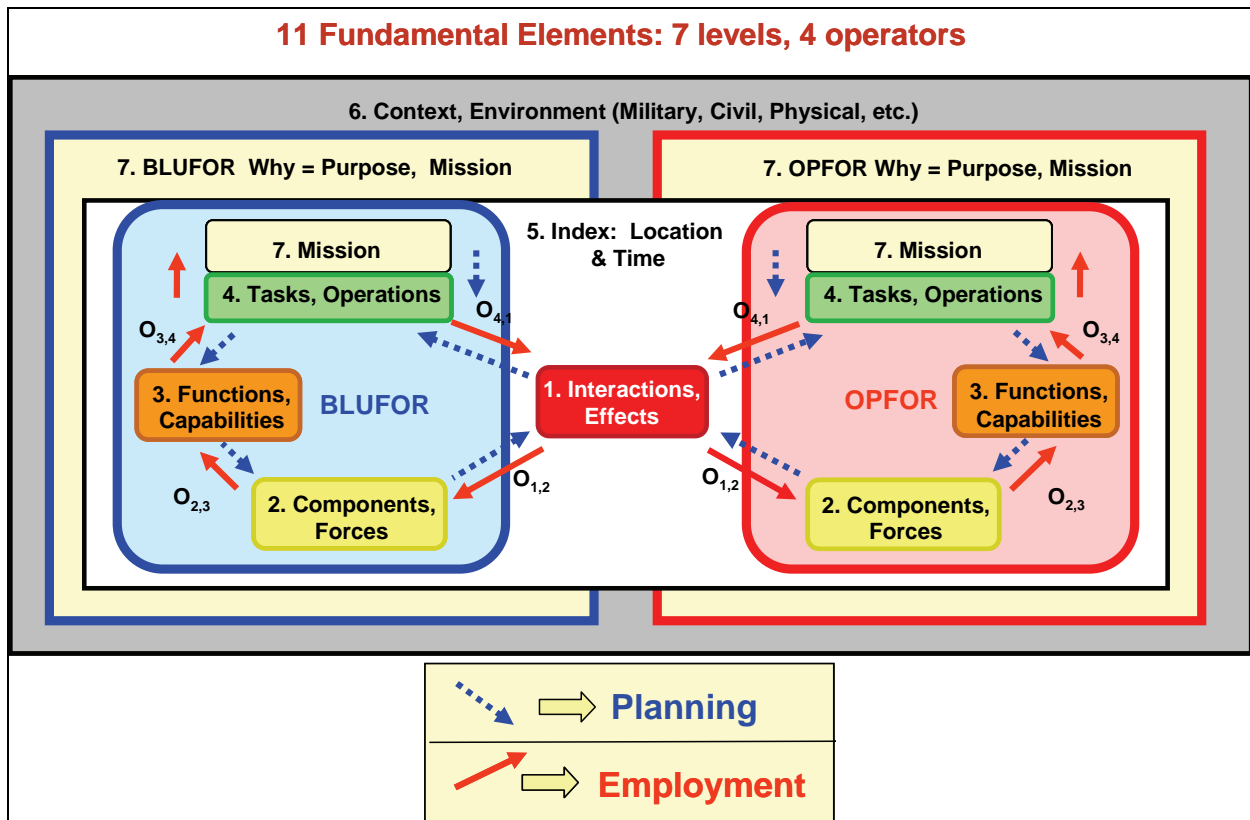 11 Fundamental Elements: 7 levels, 4 operators
6. Context, Environment (Military, Civil, Physical, etc.)
7. BLUFOR Why = Purpose, Mission
7. OPFOR Why = Purpose, Mission
5. Index: Location
& Time
7. Mission
4. Tasks, Operations
O4,1
O3,4
3. Functions,
Capabilities
BLUFOR
O2,3
2. Components,
Forces
O1,2
1. Interactions,
Effects
7. Mission
4. Tasks, Operations
O4,1
O3,4
OPFOR
3. Functions,
Capabilities
O1,2
O2,3
2. Components,
Forces
Planning
Employment